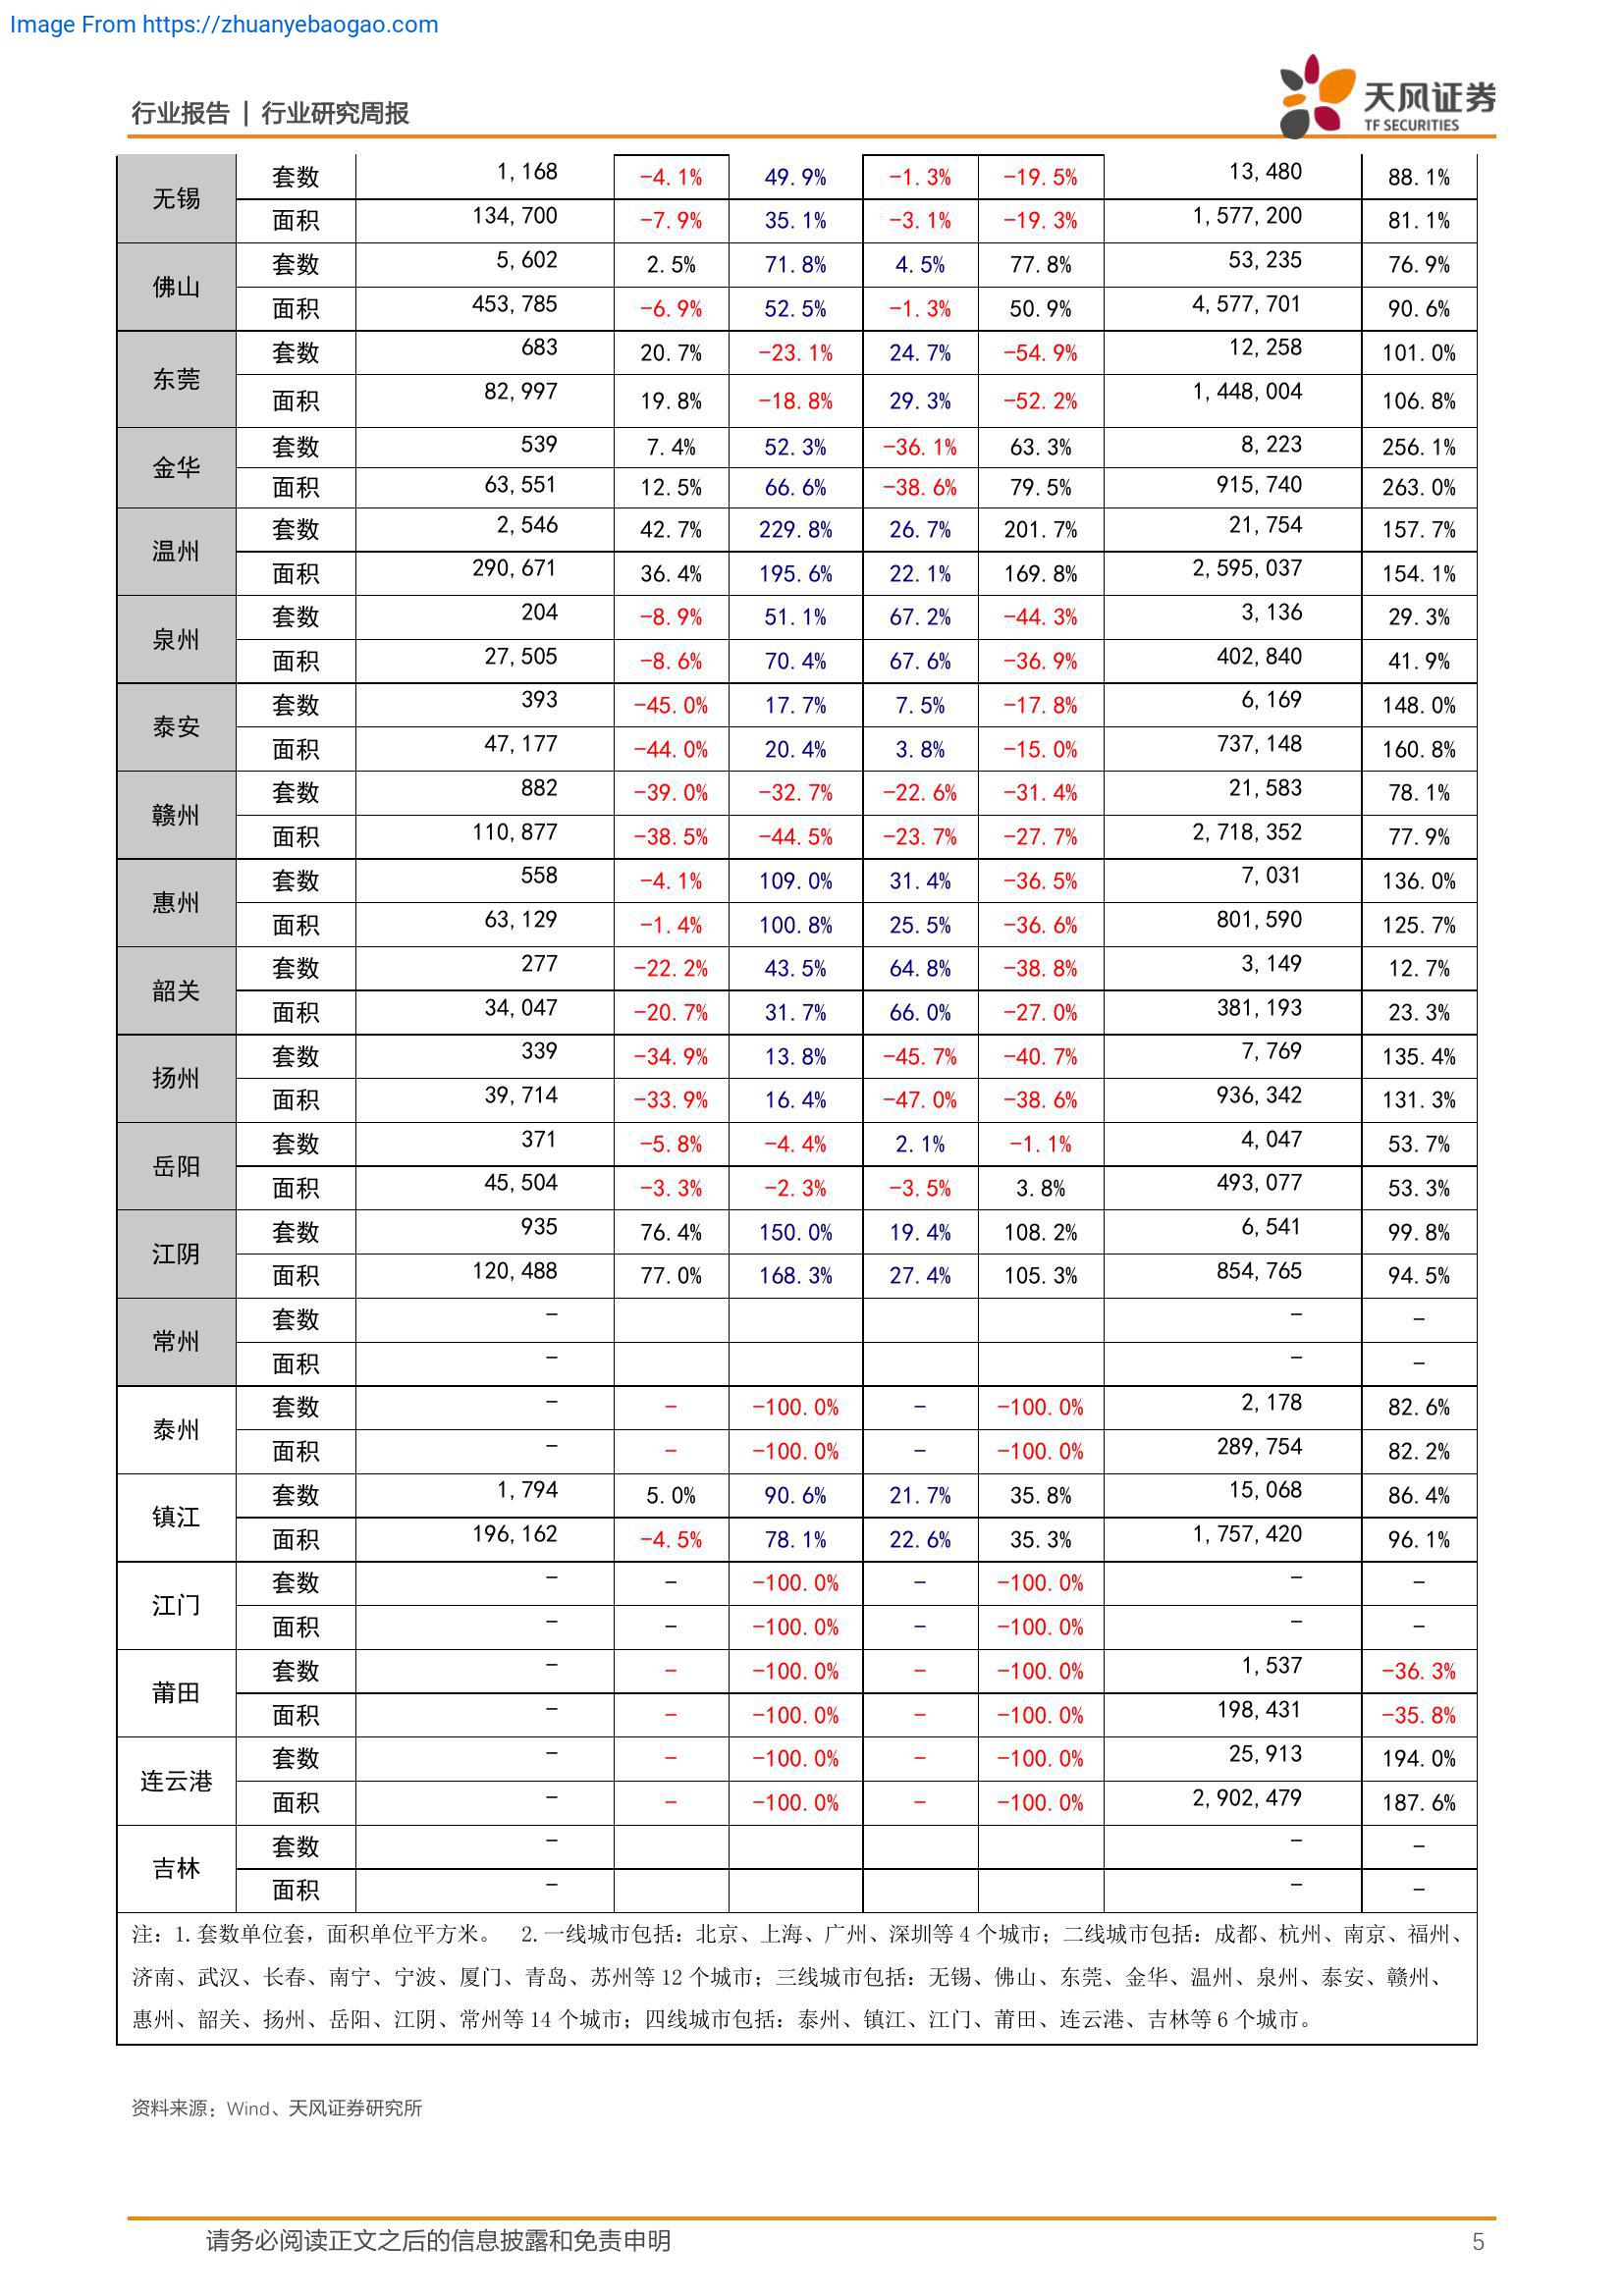 Image From https://zhuanyebaogao.com
行业报告 | 行业研究周报
天风证券
TF SECURITIES
无锡 套数 1,168 -4.1% 49.9% -1.3% -19.5% 13,480 88.1%
面积 134,700 -7.9% 35.1% -3.1% -19.3% 1,577,200 81.1%
佛山 套数 5,602 2.5% 71.8% 4.5% 77.8% 53,235 76.9%
面积 453,785 -6.9% 52.5% -1.3% 50.9% 4,577,701 90.6%
东莞 套数 683 20.7% -23.1% 24.7% -54.9% 12,258 101.0%
面积 82,997 19.8% -18.8% 29.3% -52.2% 1,448,004 106.8%
金华 套数 539 7.4% 52.3% -36.1% 63.3% 8,223 256.1%
面积 63,551 12.5% 66.6% -38.6% 79.5% 915,740 263.0%
温州 套数 2,546 42.7% 229.8% 26.7% 201.7% 21,754 157.7%
面积 290,671 36.4% 195.6% 22.1% 169.8% 2,595,037 154.1%
泉州 套数 204 -8.9% 51.1% 67.2% -44.3% 3,136 29.3%
面积 27,505 -8.6% 70.4% 67.6% -36.9% 402,840 41.9%
泰安 套数 393 -45.0% 17.7% 7.5% -17.8% 6,169 148.0%
面积 47,177 -44.0% 20.4% 3.8% -15.0% 737,148 160.8%
赣州 套数 882 -39.0% -32.7% -22.6% -31.4% 21,583 78.1%
面积 110,877 -38.5% -44.5% -23.7% -27.7% 2,718,352 77.9%
惠州 套数 558 -4.1% 109.0% 31.4% -36.5% 7,031 136.0%
面积 63,129 -1.4% 100.8% 25.5% -36.6% 801,590 125.7%
韶关 套数 277 -22.2% 43.5% 64.8% -38.8% 3,149 12.7%
面积 34,047 -20.7% 31.7% 66.0% -27.0% 381,193 23.3%
扬州 套数 339 -34.9% 13.8% -45.7% -40.7% 7,769 135.4%
面积 39,714 -33.9% 16.4% -47.0% -38.6% 936,342 131.3%
岳阳 套数 371 -5.8% -4.4% 2.1% -1.1% 4,047 53.7%
面积 45,504 -3.3% -2.3% -3.5% 3.8% 493,077 53.3%
江阴 套数 935 76.4% 150.0% 19.4% 108.2% 6,541 99.8%
面积 120,488 77.0% 168.3% 27.4% 105.3% 854,765 94.5%
常州 套数 - - -
面积 - - -
泰州 套数 - - -100.0% - -100.0% 2,178 82.6%
面积 - - -100.0% - -100.0% 289,754 82.2%
镇江 套数 1,794 5.0% 90.6% 21.7% 35.8% 15,068 86.4%
面积 196,162 -4.5% 78.1% 22.6% 35.3% 1,757,420 96.1%
江门 套数 - - -100.0% - -100.0% - -
面积 - - -100.0% - -100.0% - -
莆田 套数 - - -100.0% - -100.0% 1,537 -36.3%
面积 - - -100.0% - -100.0% 198,431 -35.8%
连云港 套数 - - -100.0% - -100.0% 25,913 194.0%
面积 - - -100.0% - -100.0% 2,902,479 187.6%
吉林 套数 - - -
面积 - - -
注：1.套数单位套，面积单位平方米。 2.一线城市包括：北京、上海、广州、深圳等4个城市；二线城市包括：成都、杭州、南京、福州、
济南、武汉、长春、南宁、宁波、厦门、青岛、苏州等12个城市；三线城市包括：无锡、佛山、东莞、金华、温州、泉州、泰安、赣州、
惠州、韶关、扬州、岳阳、江阴、常州等14个城市；四线城市包括：泰州、镇江、江门、莆田、连云港、吉林等6个城市。
资料来源：Wind、天风证券研究所
请务必阅读正文之后的信息披露和免责申明 5